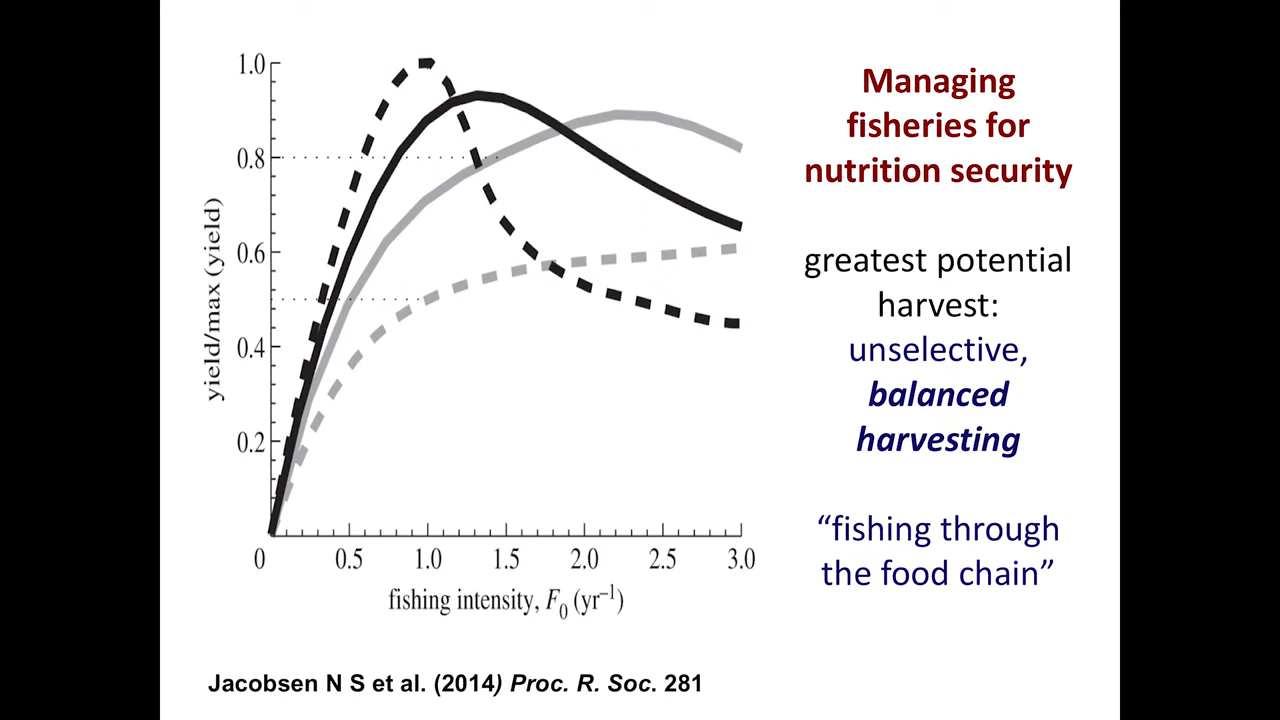 1.0
0.8
0.6
0.4
0.2
0
0.5
1.0
1.5
2.0
2.5
3.0
yield/max (yield)
fishing intensity, F₀ (yr⁻¹)
Managing
fisheries for
nutrition security
greatest potential
harvest:
unselective,
balanced
harvesting
“fishing through
the food chain”
Jacobsen N S et al. (2014) Proc. R. Soc. 281